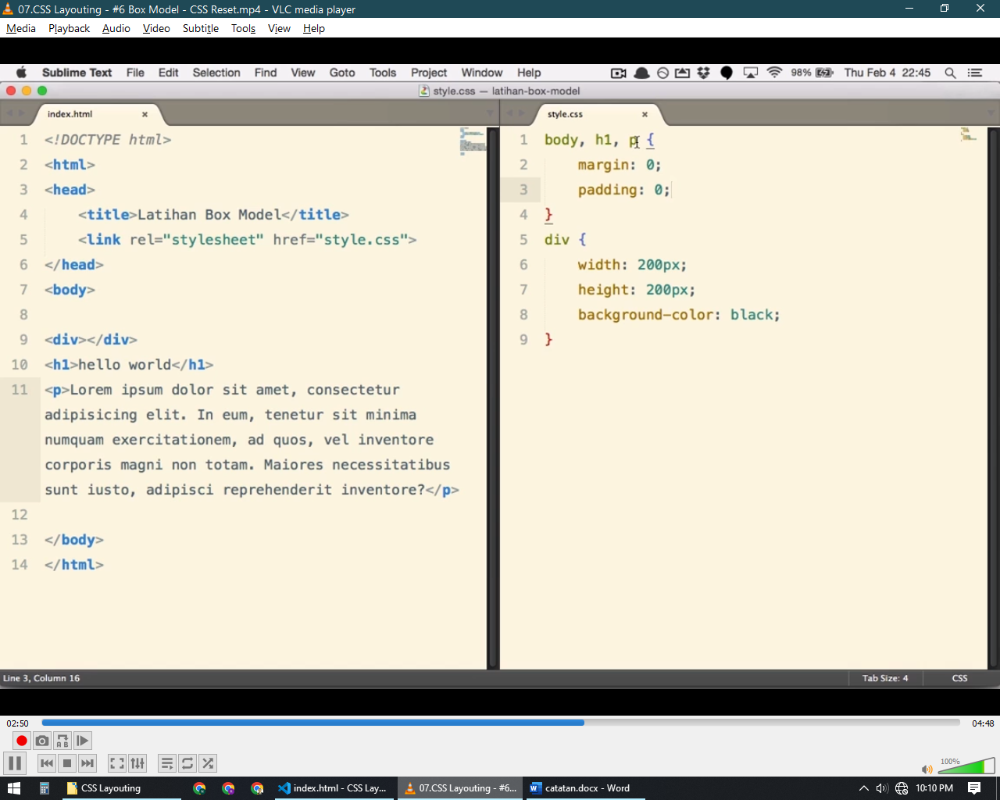 07.CSS Layouting - #6 Box Model - CSS Reset.mp4 - VLC media player
Media Playback Audio Video Subtitle Tools View Help
Sublime Text File Edit Selection Find View Goto Tools Project Window Help 98% Thu Feb 4 22:45
style.css — latihan-box-model
index.html
1 <!DOCTYPE html>
2 <html>
3 <head>
4 <title>Latihan Box Model</title>
5 <link rel="stylesheet" href="style.css">
6 </head>
7 <body>
8
9 <div></div>
10 <h1>hello world</h1>
11 <p>Lorem ipsum dolor sit amet, consectetur
adipisicing elit. In eum, tenetur sit minima
numquam exercitationem, ad quos, vel inventore
corporis magni non totam. Maiores necessitatibus
sunt iusto, adipisci reprehenderit inventore?</p>
12
13 </body>
14 </html>
style.css
1 body, h1, p {
2 margin: 0;
3 padding: 0;
4 }
5 div {
6 width: 200px;
7 height: 200px;
8 background-color: black;
9 }
Line 3, Column 16 Tab Size: 4 CSS
02:50 04:48
A B
100%
CSS Layouting index.html - CSS Lay... 07.CSS Layouting - #6... catatan.docx - Word 10:10 PM